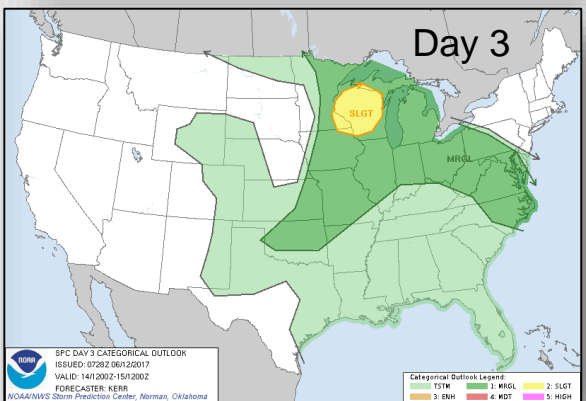 Day 3
SLGT
MRGL
SPC DAY 3 CATEGORICAL OUTLOOK
ISSUED: 0728Z 06/12/2017
VALID: 14/1200Z-15/1200Z
FORECASTER: KERR
NOAA/NWS Storm Prediction Center, Norman, Oklahoma
NOAA
Categorical Outlook Legend:
TSTM 1: MRGL 2: SLGT
3: ENH 4: MDT 5: HIGH